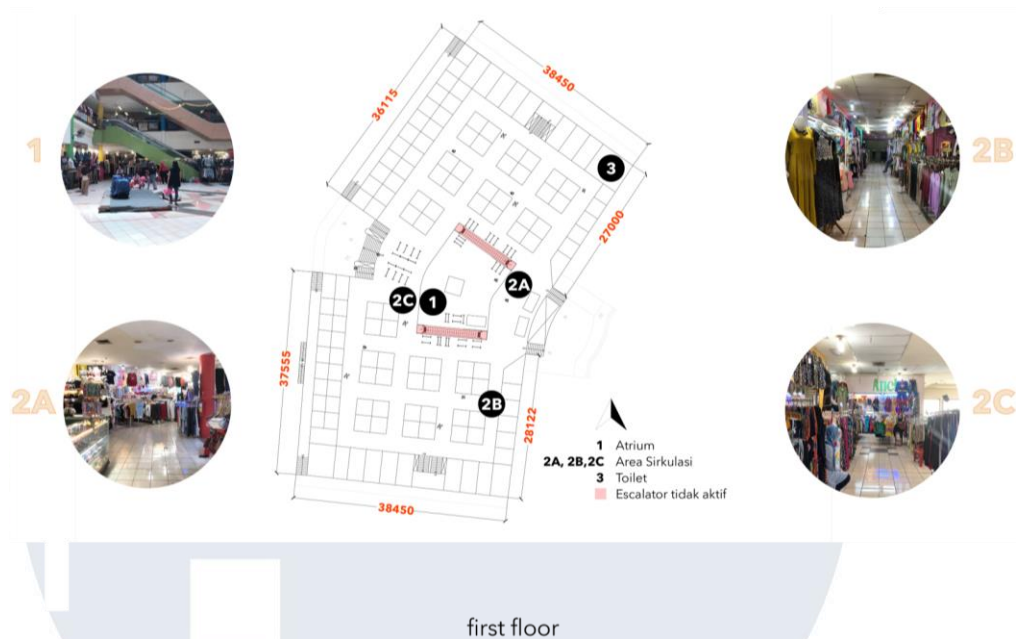 38450
36115
1
3
2B
27000
2A
2C
1
37555
2A
2B
2C
28122
1 Atrium
2A, 2B,2C Area Sirkulasi
3 Toilet
Escalator tidak aktif
38450
first floor